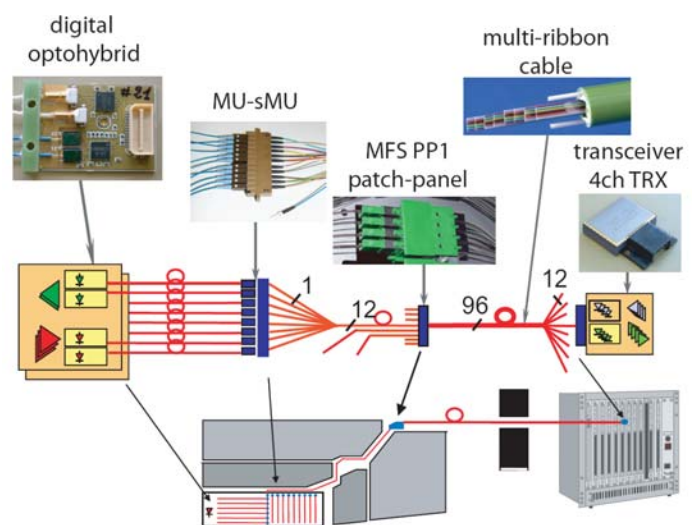 digital
optohybrid
MU-sMU
multi-ribbon
cable
MFS PP1
patch-panel
transceiver
4ch TRX
1
12
96
12